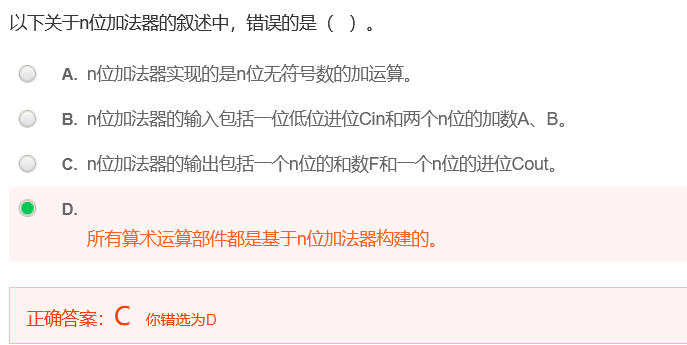 以下关于n位加法器的叙述中，错误的是（ ）。
A. n位加法器实现的是n位无符号数的加运算。
B. n位加法器的输入包括一位低位进位Cin和两个n位的加数A、B。
C. n位加法器的输出包括一个n位的和数F和一个n位的进位Cout。
D.
所有算术运算部件都是基于n位加法器构建的。
正确答案：C 你错选为D